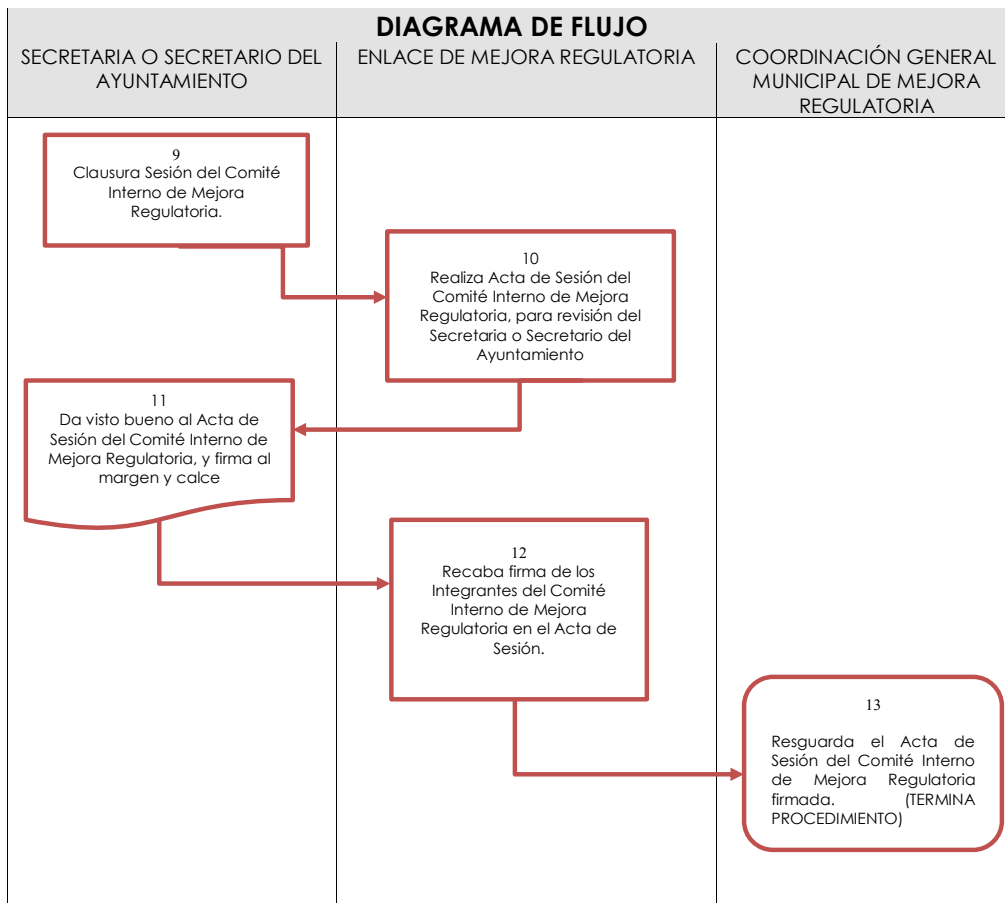 DIAGRAMA DE FLUJO
SECRETARIA O SECRETARIO DEL
AYUNTAMIENTO
ENLACE DE MEJORA REGULATORIA
COORDINACIÓN GENERAL
MUNICIPAL DE MEJORA
REGULATORIA
9
Clausura Sesión del Comité
Interno de Mejora
Regulatoria.
10
Realiza Acta de Sesión del
Comité Interno de Mejora
Regulatoria, para revisión del
Secretaria o Secretario del
Ayuntamiento
11
Da visto bueno al Acta de
Sesión del Comité Interno de
Mejora Regulatoria, y firma al
margen y calce
12
Recaba firma de los
Integrantes del Comité
Interno de Mejora
Regulatoria en el Acta de
Sesión.
13
Resguarda el Acta de
Sesión del Comité Interno
de Mejora Regulatoria
firmada. (TERMINA
PROCEDIMIENTO)